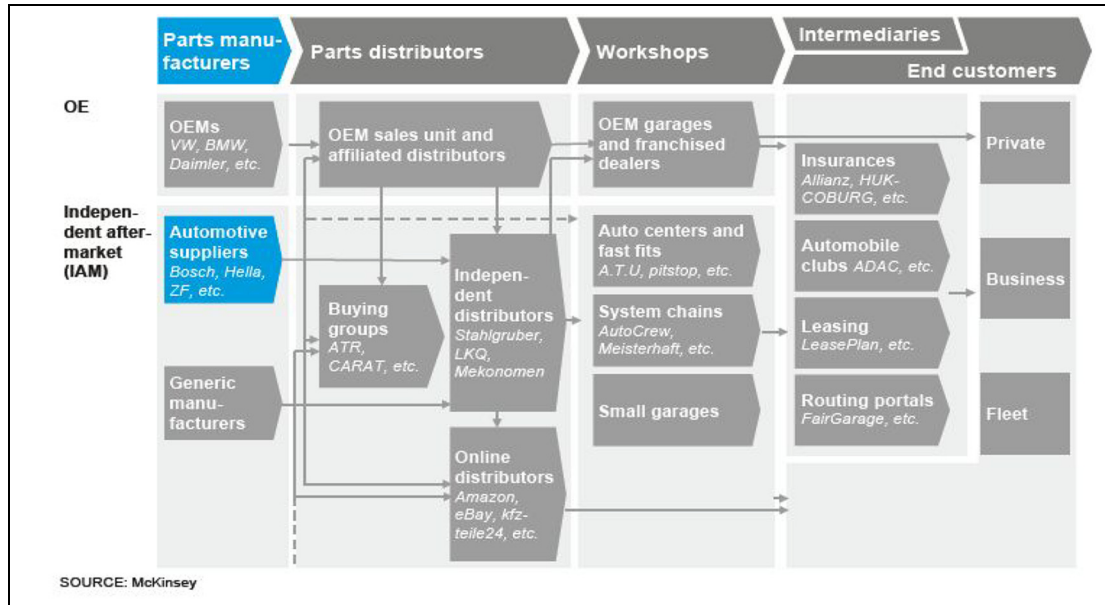 Parts manu-
facturers
Parts distributors
Workshops
Intermediaries
End customers
OE
OEMs
VW, BMW,
Daimler, etc.
OEM sales unit and
affiliated distributors
OEM garages
and franchised
dealers
Private
Insurances
Allianz, HUK-
COBURG, etc.
Indepen-
dent after-
market
(IAM)
Automotive
suppliers
Bosch, Hella,
ZF, etc.
Buying
groups
ATR,
CARAT, etc.
Indepen-
dent
distributors
Stahlgruber,
LKQ,
Mekonomen
Auto centers and
fast fits
A.T.U, pitstop, etc.
Automobile
clubs ADAC, etc.
Business
System chains
AutoCrew,
Meisterhaft, etc.
Leasing
LeasePlan, etc.
Generic
manu-
facturers
Small garages
Routing portals
FairGarage, etc.
Fleet
Online
distributors
Amazon,
eBay, kfz-
teile24, etc.
SOURCE: McKinsey